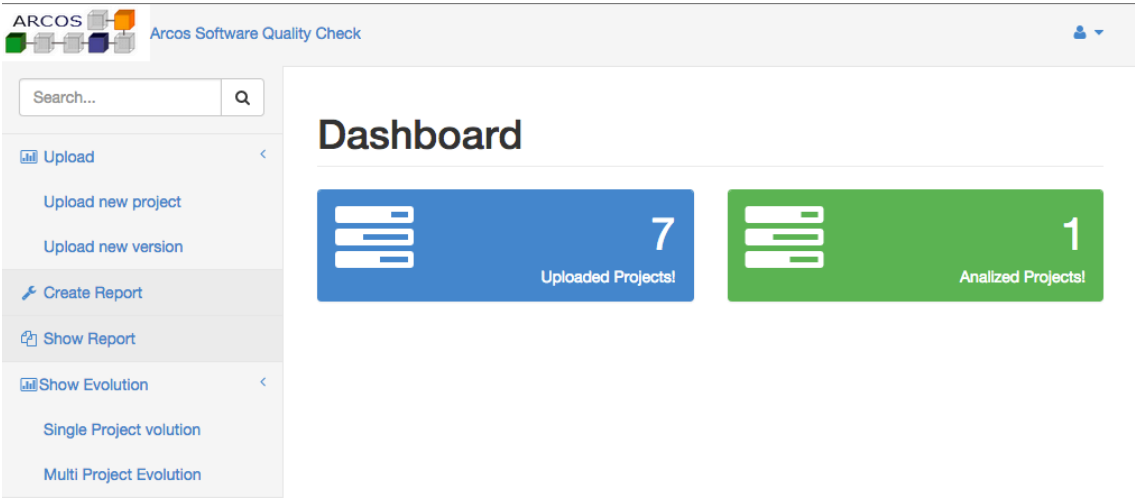 ARCOS
Arcos Software Quality Check
Search...
Dashboard
Upload
Upload new project
Upload new version
Create Report
Show Report
Show Evolution
Single Project volution
Multi Project Evolution
7
Uploaded Projects!
1
Analized Projects!